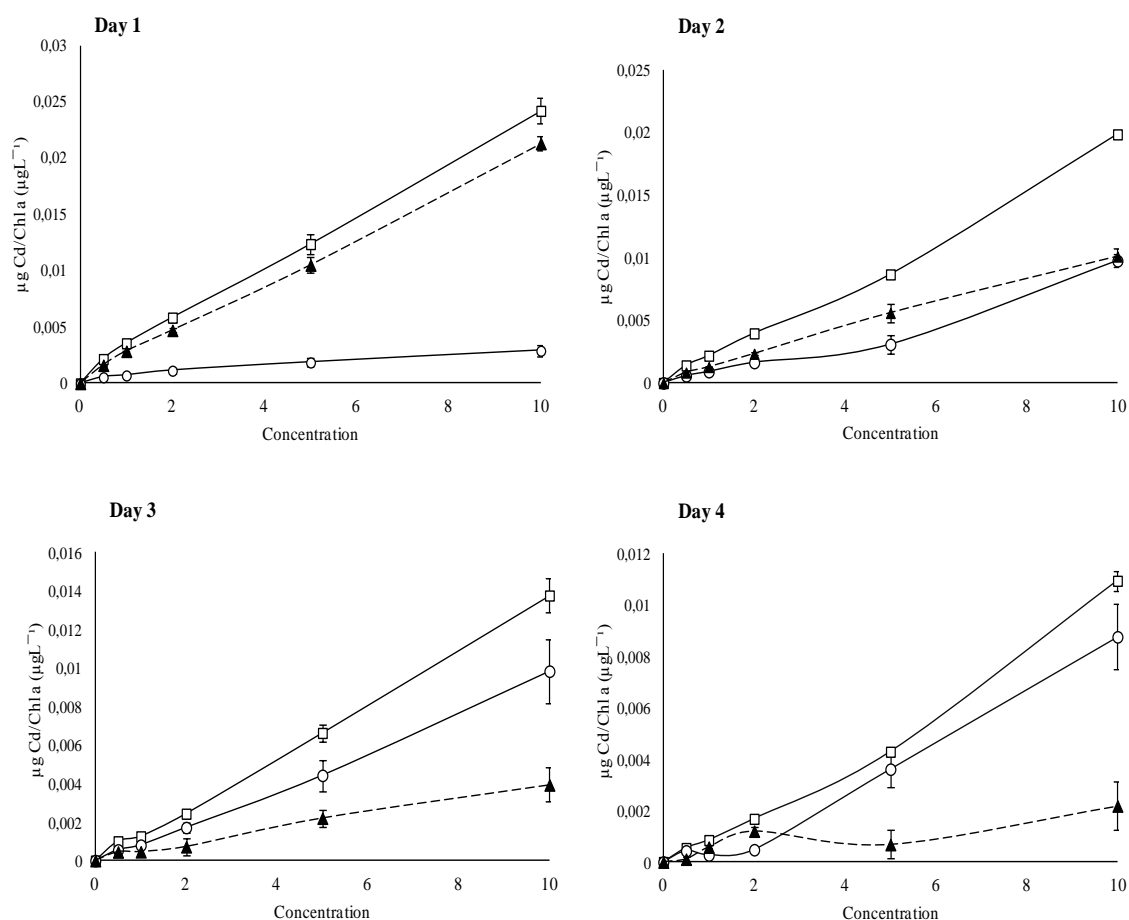 Day 1
0,03
0,025
0,02
0,015
0,01
0,005
0
µg Cd/Chl a (µgL¯¹)
0 2 4 6 8 10
Concentration
Day 2
0,025
0,02
0,015
0,01
0,005
0
µg Cd/Chl a (µgL¯¹)
0 2 4 6 8 10
Concentration
Day 3
0,016
0,014
0,012
0,01
0,008
0,006
0,004
0,002
0
µg Cd/Chl a (µgL¯¹)
0 2 4 6 8 10
Concentration
Day 4
0,012
0,01
0,008
0,006
0,004
0,002
0
µg Cd/Chl a (µgL¯¹)
0 2 4 6 8 10
Concentration